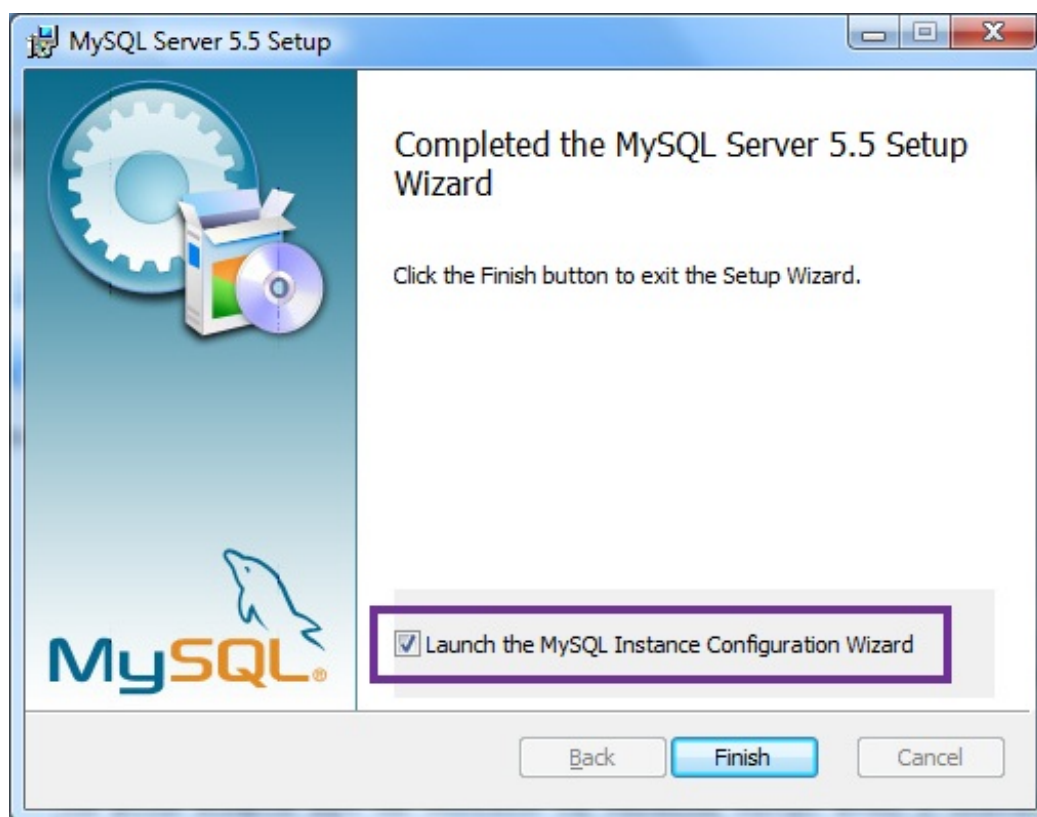 MySQL Server 5.5 Setup
Completed the MySQL Server 5.5 Setup
Wizard
Click the Finish button to exit the Setup Wizard.
Launch the MySQL Instance Configuration Wizard
MySQL®
Back
Finish
Cancel